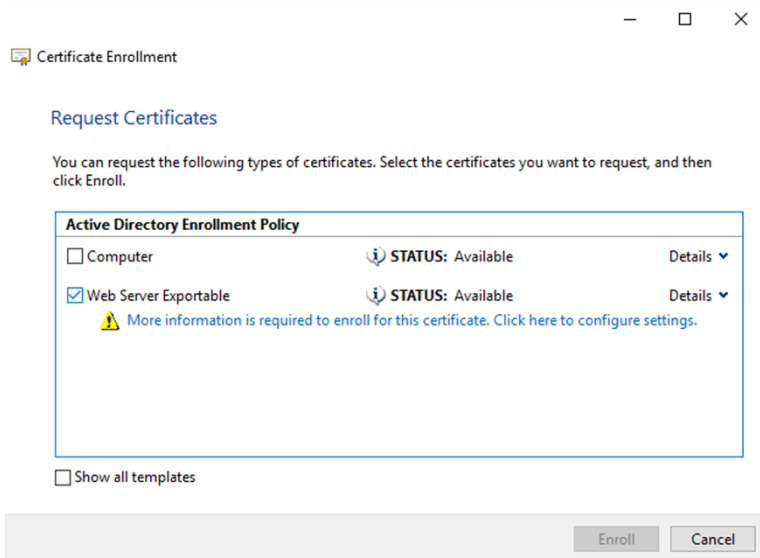 Certificate Enrollment
Request Certificates
You can request the following types of certificates. Select the certificates you want to request, and then
click Enroll.
Active Directory Enrollment Policy
Computer STATUS: Available Details
Web Server Exportable STATUS: Available Details
More information is required to enroll for this certificate. Click here to configure settings.
Show all templates
Enroll Cancel